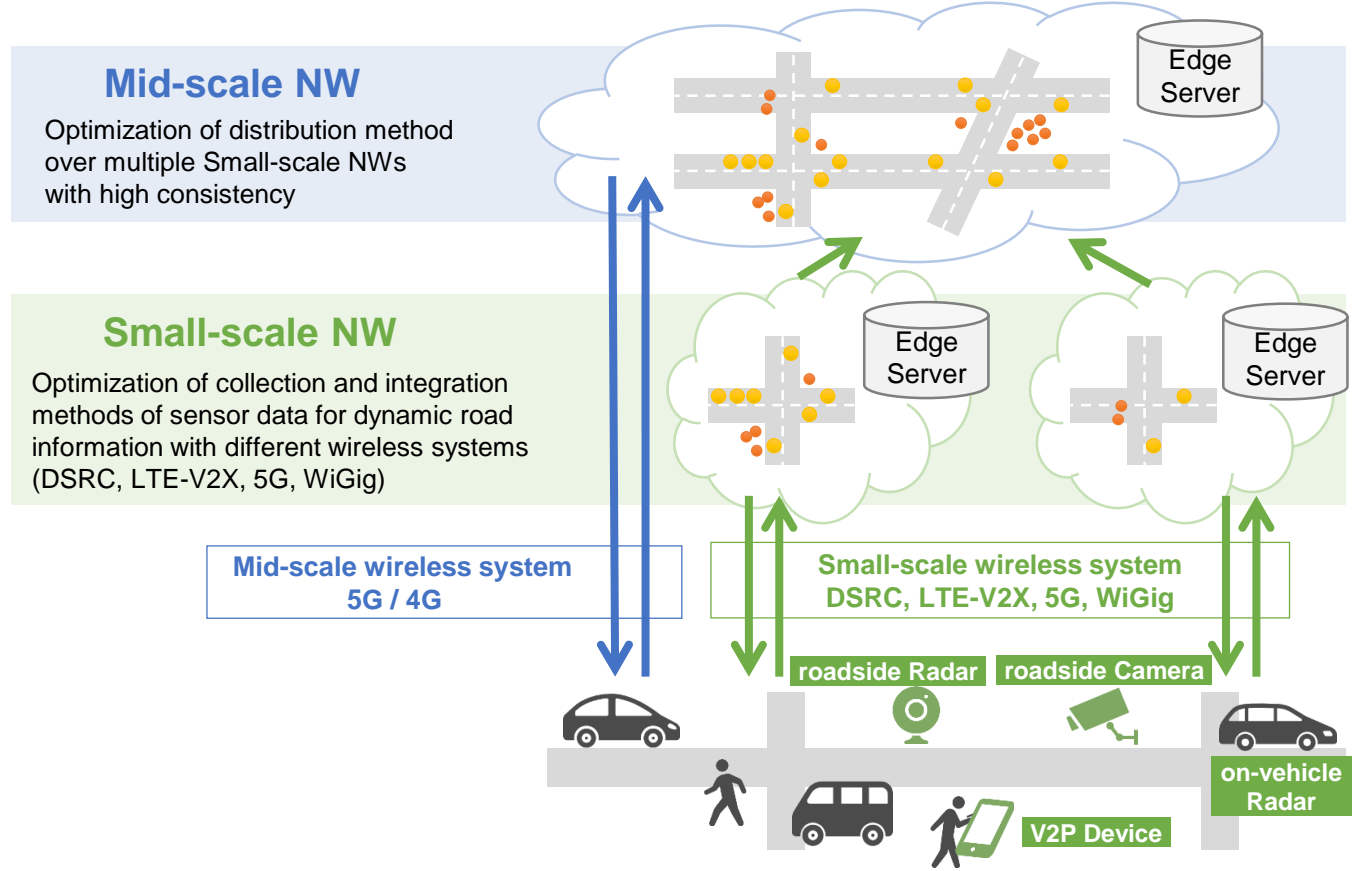 Mid-scale NW
Optimization of distribution method
over multiple Small-scale NWs
with high consistency
Edge
Server
Small-scale NW
Optimization of collection and integration
methods of sensor data for dynamic road
information with different wireless systems
(DSRC, LTE-V2X, 5G, WiGig)
Edge
Server
Edge
Server
Mid-scale wireless system
5G / 4G
Small-scale wireless system
DSRC, LTE-V2X, 5G, WiGig
roadside Radar
roadside Camera
on-vehicle
Radar
V2P Device